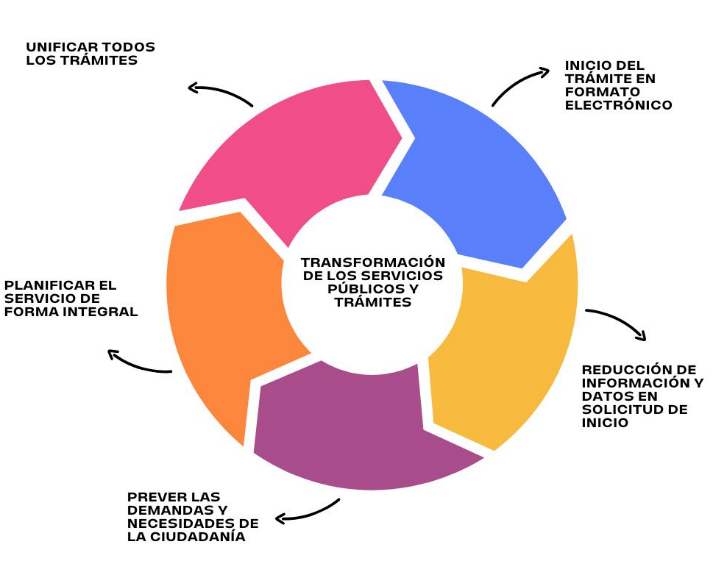 UNIFICAR TODOS
LOS TRÁMITES
INICIO DEL
TRÁMITE EN
FORMATO
ELECTRÓNICO
TRANSFORMACIÓN
DE LOS SERVICIOS
PÚBLICOS Y
TRÁMITES
PLANIFICAR EL
SERVICIO DE
FORMA INTEGRAL
REDUCCIÓN DE
INFORMACIÓN Y
DATOS EN
SOLICITUD DE
INICIO
PREVER LAS
DEMANDAS Y
NECESIDADES DE
LA CIUDADANÍA